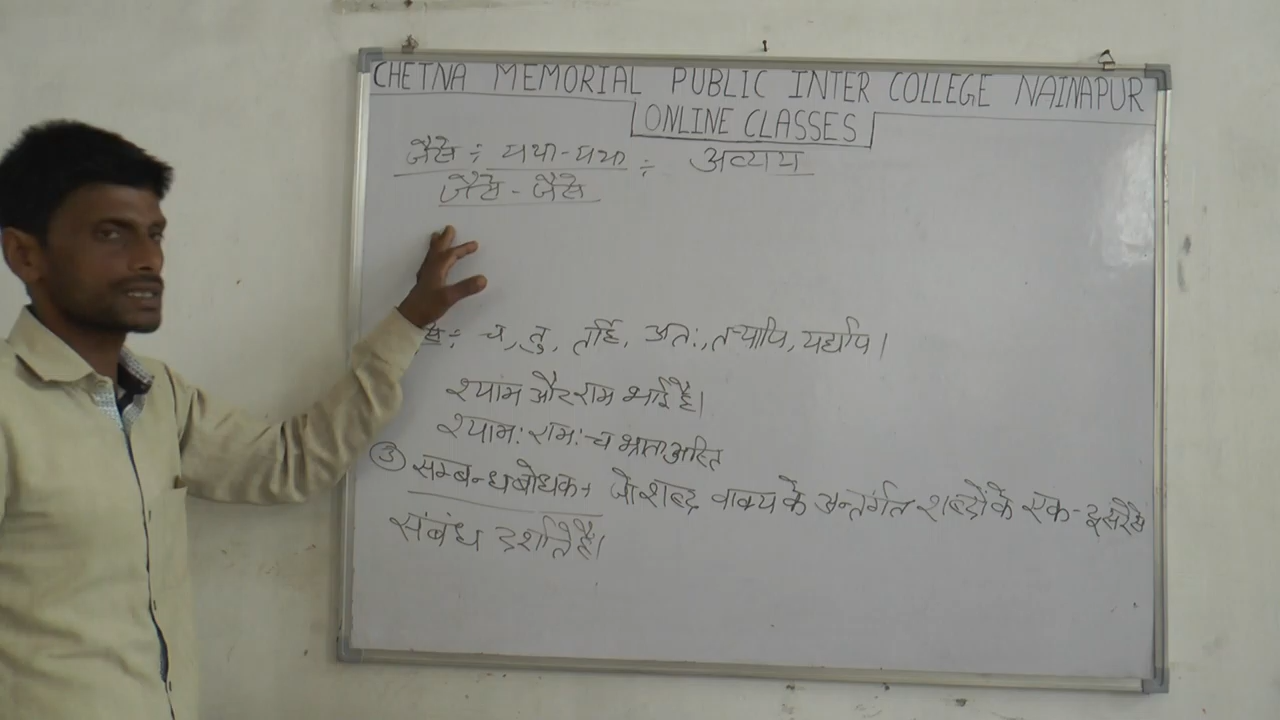 CHETNA MEMORIAL PUBLIC INTER COLLEGE NAINAPUR
ONLINE CLASSES
जैसे ÷ यथा-यथा ÷ अव्यय
जैसे - जैसे
से ÷ च, तु, तर्हि, अतः, तथापि, यद्यपि।
श्याम और राम भाई है।
श्यामः रामः च भ्राता अस्ति
③ सम्बन्धबोधक÷ जो शब्द वाक्य के अन्तर्गत शब्दों के एक-दूसरे से
संबंध दर्शाते है।